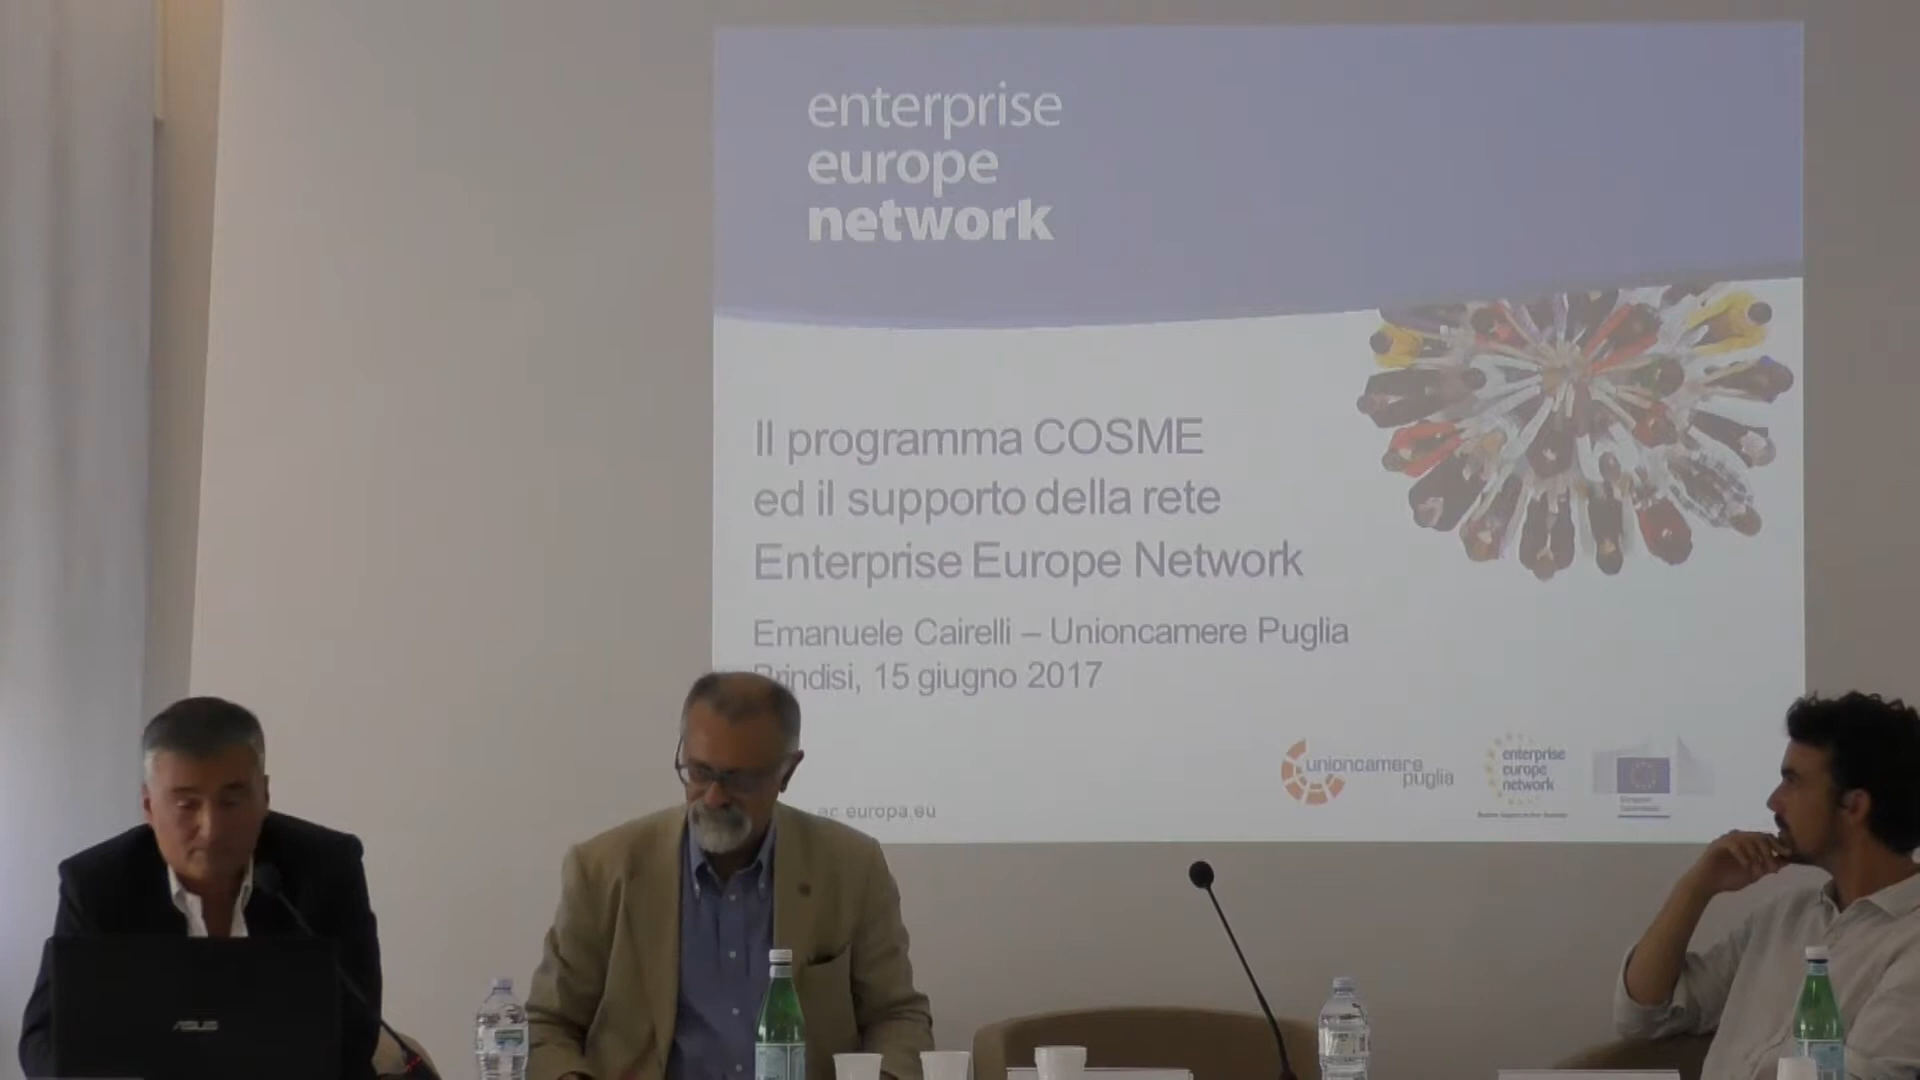 enterprise
europe
network
Il programma COSME
ed il supporto della rete
Enterprise Europe Network
Emanuele Cairelli – Unioncamere Puglia
Brindisi, 15 giugno 2017
ec.europa.eu
unioncamere
puglia
enterprise
europe
network
ASUS